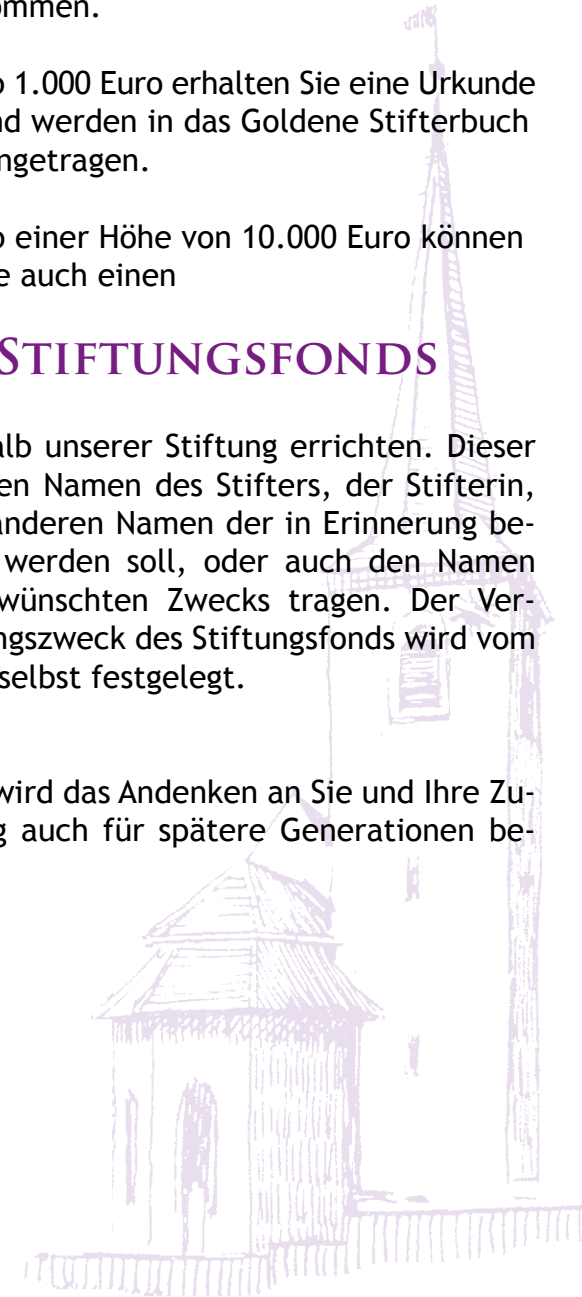 ommen.
o 1.000 Euro erhalten Sie eine Urkunde
nd werden in das Goldene Stifterbuch
ngetragen.
o einer Höhe von 10.000 Euro können
e auch einen
STIFTUNGSFONDS
alb unserer Stiftung errichten. Dieser
en Namen des Stifters, der Stifterin,
anderen Namen der in Erinnerung be-
werden soll, oder auch den Namen
wünschten Zwecks tragen. Der Ver-
ngszweck des Stiftungsfonds wird vom
selbst festgelegt.
wird das Andenken an Sie und Ihre Zu-
g auch für spätere Generationen be-